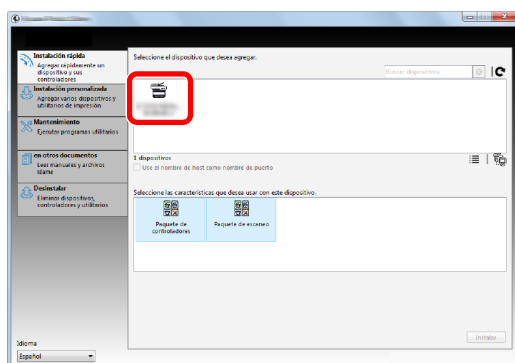 Instalación rápida
Agregar rápidamente un
dispositivo y sus
controladores
Instalación personalizada
Agregar varios dispositivos y
utilitarios de impresión
Mantenimiento
Ejecutar programas utilitarios
en otros documentos
Leer manuales y archivos
léame
Desinstalar
Eliminar dispositivos,
controladores y utilitarios
Idioma
Español
Seleccione el dispositivo que desea agregar.
Buscar dispositivos
1 dispositivos
Use el nombre de host como nombre de puerto
Seleccione las características que desea usar con este dispositivo.
Paquete de
controladores
Paquete de escaneo
Instalar